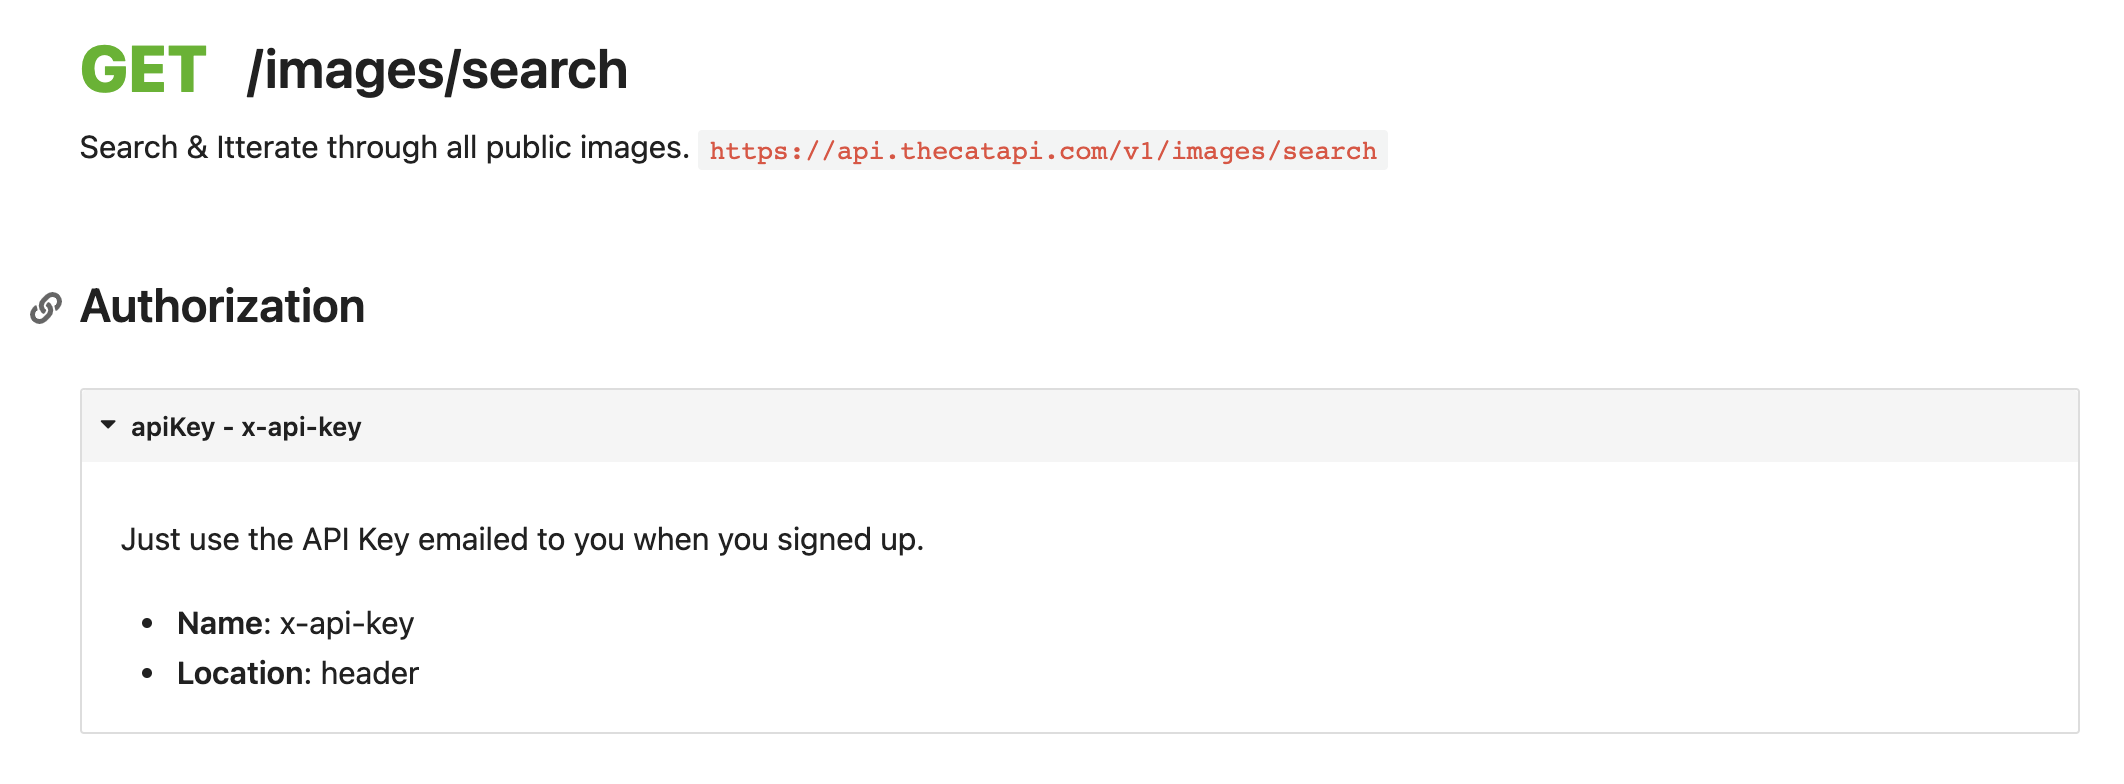 GET /images/search
Search & Itterate through all public images. https://api.thecatapi.com/v1/images/search
Authorization
apiKey - x-api-key
Just use the API Key emailed to you when you signed up.
• Name: x-api-key
• Location: header